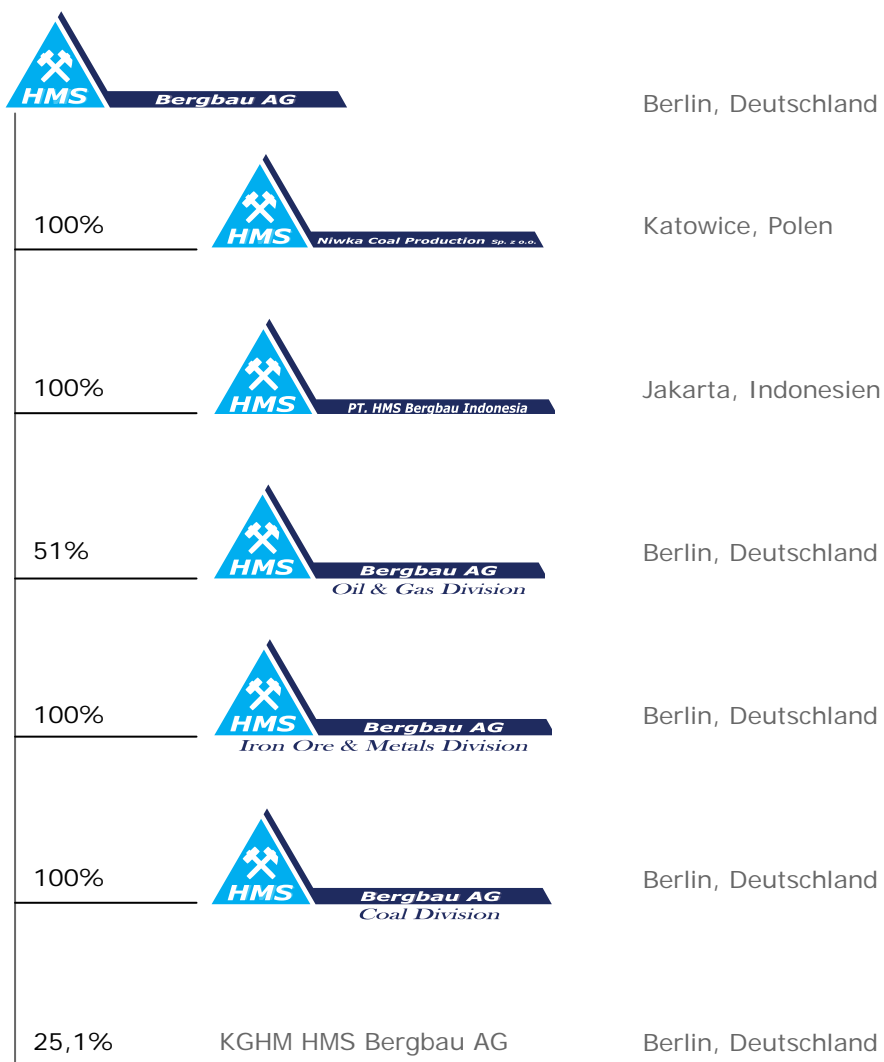 HMS Bergbau AG Berlin, Deutschland
100% HMS Niwka Coal Production Sp. z o.o. Katowice, Polen
100% HMS PT. HMS Bergbau Indonesia Jakarta, Indonesien
51% HMS Bergbau AG Berlin, Deutschland
Oil & Gas Division
100% HMS Bergbau AG Berlin, Deutschland
Iron Ore & Metals Division
100% HMS Bergbau AG Berlin, Deutschland
Coal Division
25,1% KGHM HMS Bergbau AG Berlin, Deutschland